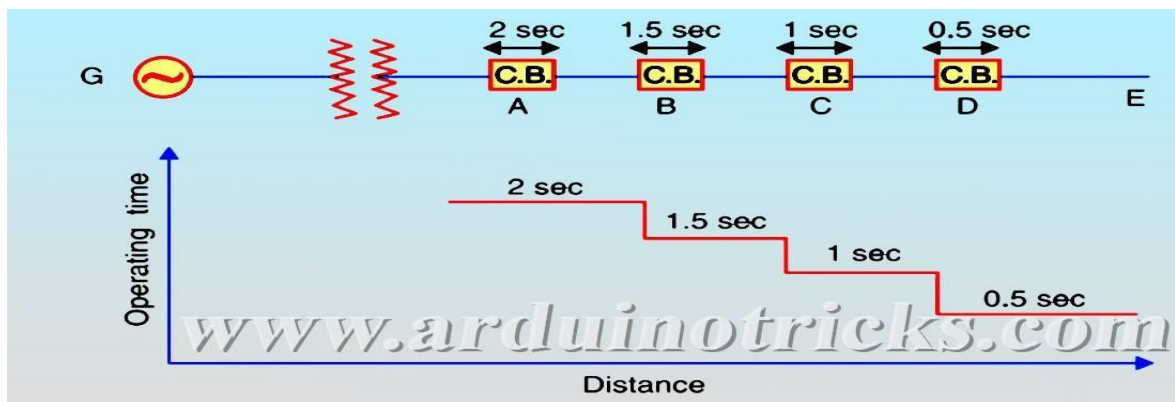 2 sec 1.5 sec 1 sec 0.5 sec
G C.B. C.B. C.B. C.B.
A B C D E
2 sec
1.5 sec
1 sec
0.5 sec
Operating time
www.arduinotricks.com
Distance